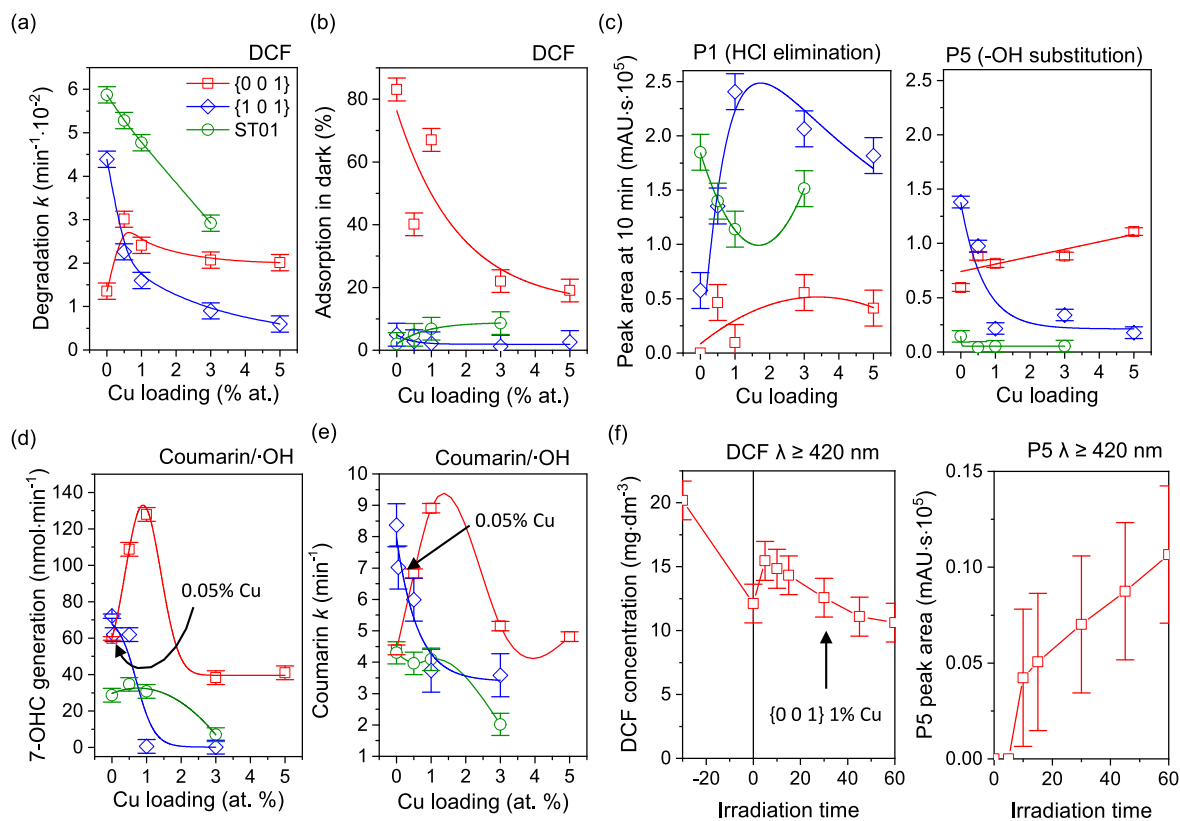 (a)
DCF
{0 0 1}
{1 0 1}
ST01
Degradation k (min⁻¹·10⁻²)
7
6
5
4
3
2
1
0
0 1 2 3 4 5
Cu loading (% at.)
(b)
DCF
Adsorption in dark (%)
80
60
40
20
0
0 1 2 3 4 5
Cu loading (% at.)
(c)
P1 (HCl elimination)
Peak area at 10 min (mAU·s·10⁵)
2.5
2.0
1.5
1.0
0.5
0.0
0 1 2 3 4 5
Cu loading
P5 (-OH substitution)
2.5
2.0
1.5
1.0
0.5
0.0
0 1 2 3 4 5
Cu loading
(d)
Coumarin/·OH
0.05% Cu
7-OHC generation (nmol·min⁻¹)
140
120
100
80
60
40
20
0
0 1 2 3 4 5
Cu loading (at. %)
(e)
Coumarin/·OH
0.05% Cu
Coumarin k (min⁻¹)
10
9
8
7
6
5
4
3
2
1
0 1 2 3 4 5
Cu loading (at. %)
(f)
DCF λ ≥ 420 nm
DCF concentration (mg·dm⁻³)
20
15
10
5
0
{0 0 1} 1% Cu
-20 0 20 40 60
Irradiation time
P5 λ ≥ 420 nm
P5 peak area (mAU·s·10⁵)
0.15
0.10
0.05
0.00
0 20 40 60
Irradiation time